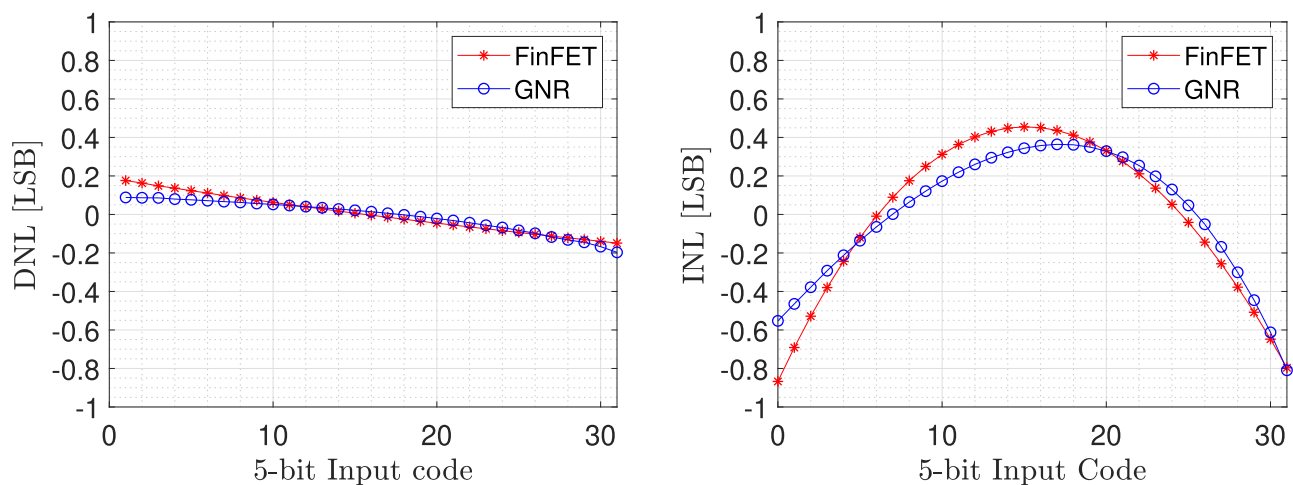 DNL [LSB]
1
0.8
0.6
0.4
0.2
0
-0.2
-0.4
-0.6
-0.8
-1
FinFET
GNR
0 10 20 30
5-bit Input code
INL [LSB]
1
0.8
0.6
0.4
0.2
0
-0.2
-0.4
-0.6
-0.8
-1
FinFET
GNR
0 10 20 30
5-bit Input Code